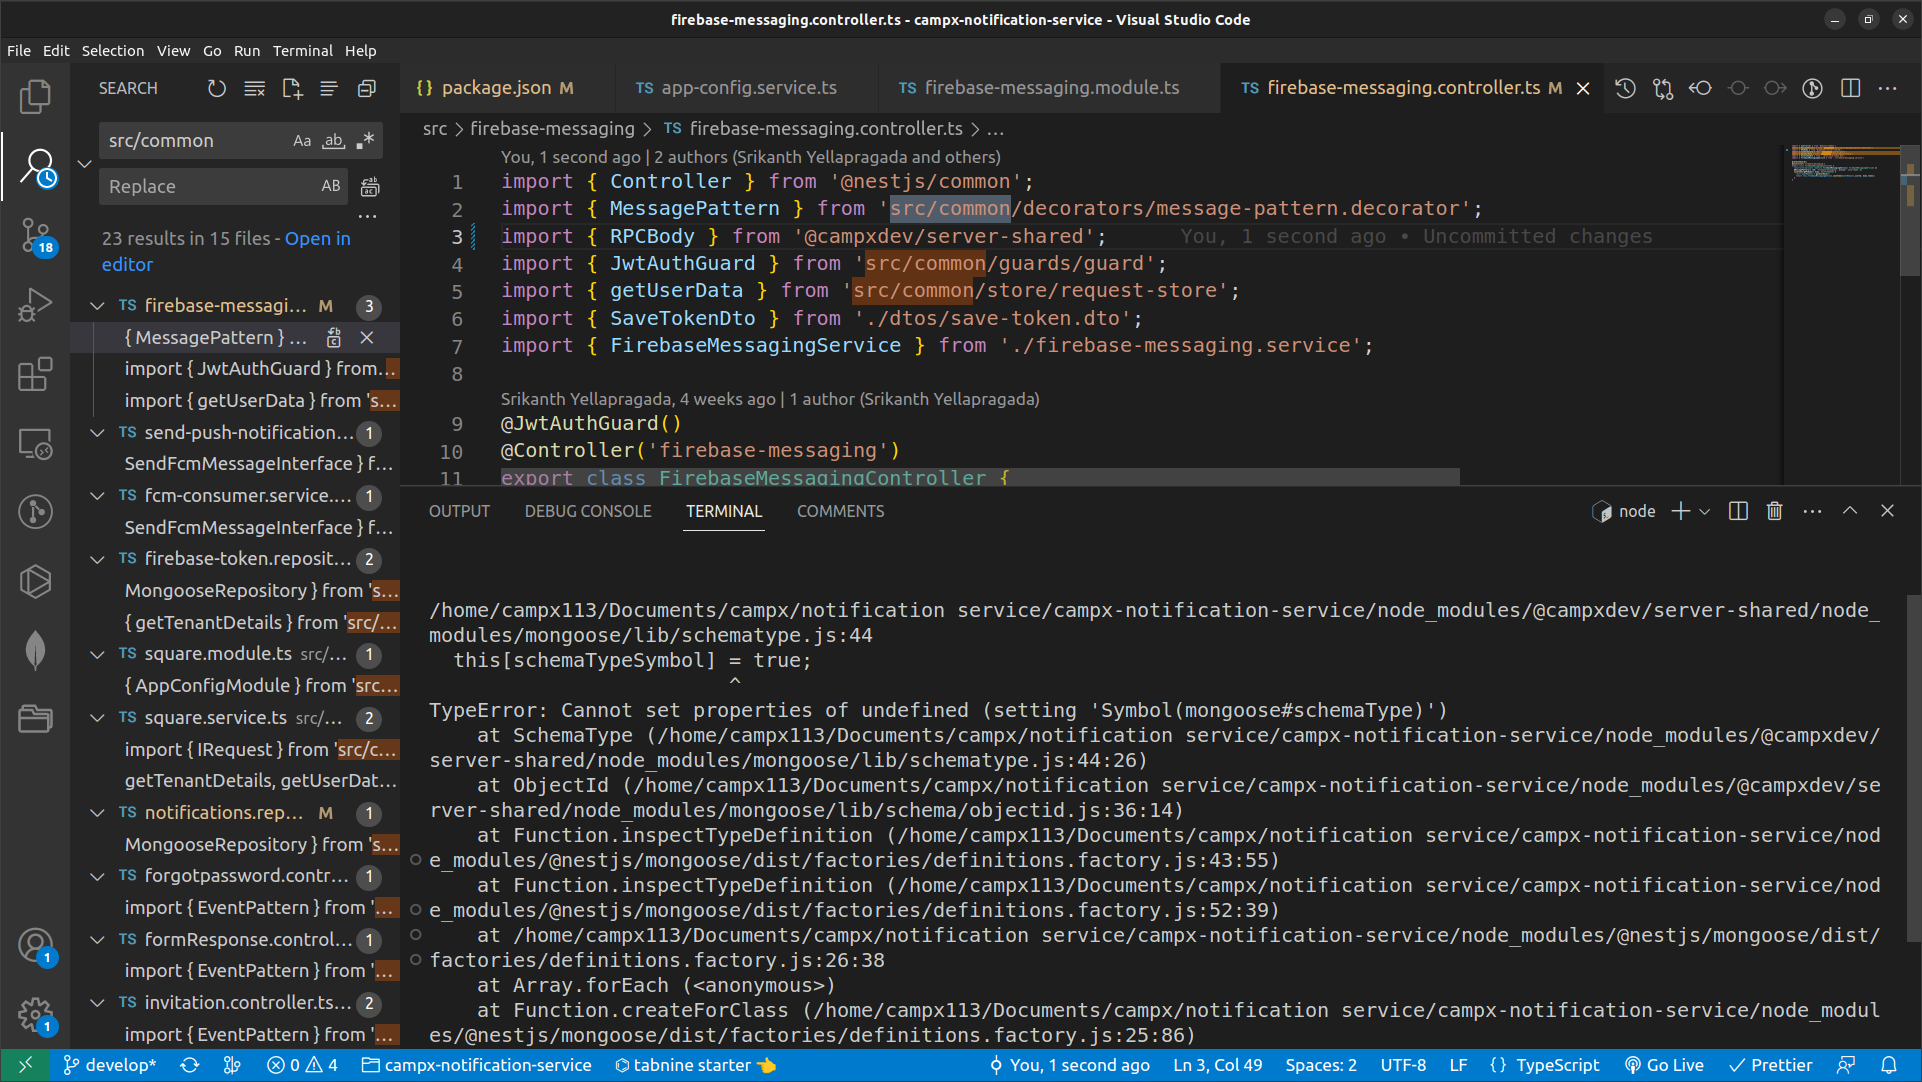 firebase-messaging.controller.ts - campx-notification-service - Visual Studio Code
File Edit Selection View Go Run Terminal Help
SEARCH
{} package.json M
TS app-config.service.ts
TS firebase-messaging.module.ts
TS firebase-messaging.controller.ts M
src/common Aa ab
Replace AB
23 results in 15 files - Open in
editor
TS firebase-messagi... M 3
{ MessagePattern } ...
import { JwtAuthGuard } from...
import { getUserData } from 's...
TS send-push-notification... 1
SendFcmMessageInterface } f...
TS fcm-consumer.service.... 1
SendFcmMessageInterface } f...
TS firebase-token.reposit... 2
MongooseRepository } from 's...
{ getTenantDetails } from 'src/...
TS square.module.ts src/... 1
{ AppConfigModule } from 'src...
TS square.service.ts src/... 2
import { IRequest } from 'src/c...
getTenantDetails, getUserDat...
TS notifications.rep... M 1
MongooseRepository } from 's...
TS forgotpassword.contr... 1
import { EventPattern } from '...
TS formResponse.control... 1
import { EventPattern } from '...
TS invitation.controller.ts... 2
import { EventPattern } from '...
18
1
1
src > firebase-messaging > TS firebase-messaging.controller.ts > ...
You, 1 second ago | 2 authors (Srikanth Yellapragada and others)
1 import { Controller } from '@nestjs/common';
2 import { MessagePattern } from 'src/common/decorators/message-pattern.decorator';
3 import { RPCBody } from '@campxdev/server-shared'; You, 1 second ago • Uncommitted changes
4 import { JwtAuthGuard } from 'src/common/guards/guard';
5 import { getUserData } from 'src/common/store/request-store';
6 import { SaveTokenDto } from './dtos/save-token.dto';
7 import { FirebaseMessagingService } from './firebase-messaging.service';
8
Srikanth Yellapragada, 4 weeks ago | 1 author (Srikanth Yellapragada)
9 @JwtAuthGuard()
10 @Controller('firebase-messaging')
11 export class FirebaseMessagingController {
OUTPUT DEBUG CONSOLE TERMINAL COMMENTS node
/home/campx113/Documents/campx/notification service/campx-notification-service/node_modules/@campxdev/server-shared/node_
modules/mongoose/lib/schematype.js:44
this[schemaTypeSymbol] = true;
^
TypeError: Cannot set properties of undefined (setting 'Symbol(mongoose#schemaType)')
at SchemaType (/home/campx113/Documents/campx/notification service/campx-notification-service/node_modules/@campxdev/
server-shared/node_modules/mongoose/lib/schematype.js:44:26)
at ObjectId (/home/campx113/Documents/campx/notification service/campx-notification-service/node_modules/@campxdev/se
rver-shared/node_modules/mongoose/lib/schema/objectid.js:36:14)
at Function.inspectTypeDefinition (/home/campx113/Documents/campx/notification service/campx-notification-service/nod
e_modules/@nestjs/mongoose/dist/factories/definitions.factory.js:43:55)
at Function.inspectTypeDefinition (/home/campx113/Documents/campx/notification service/campx-notification-service/nod
e_modules/@nestjs/mongoose/dist/factories/definitions.factory.js:52:39)
at /home/campx113/Documents/campx/notification service/campx-notification-service/node_modules/@nestjs/mongoose/dist/
factories/definitions.factory.js:26:38
at Array.forEach (<anonymous>)
at Function.createForClass (/home/campx113/Documents/campx/notification service/campx-notification-service/node_modul
es/@nestjs/mongoose/dist/factories/definitions.factory.js:25:86)
develop* 0 4 campx-notification-service tabnine starter 👈 You, 1 second ago Ln 3, Col 49 Spaces: 2 UTF-8 LF {} TypeScript Go Live Prettier